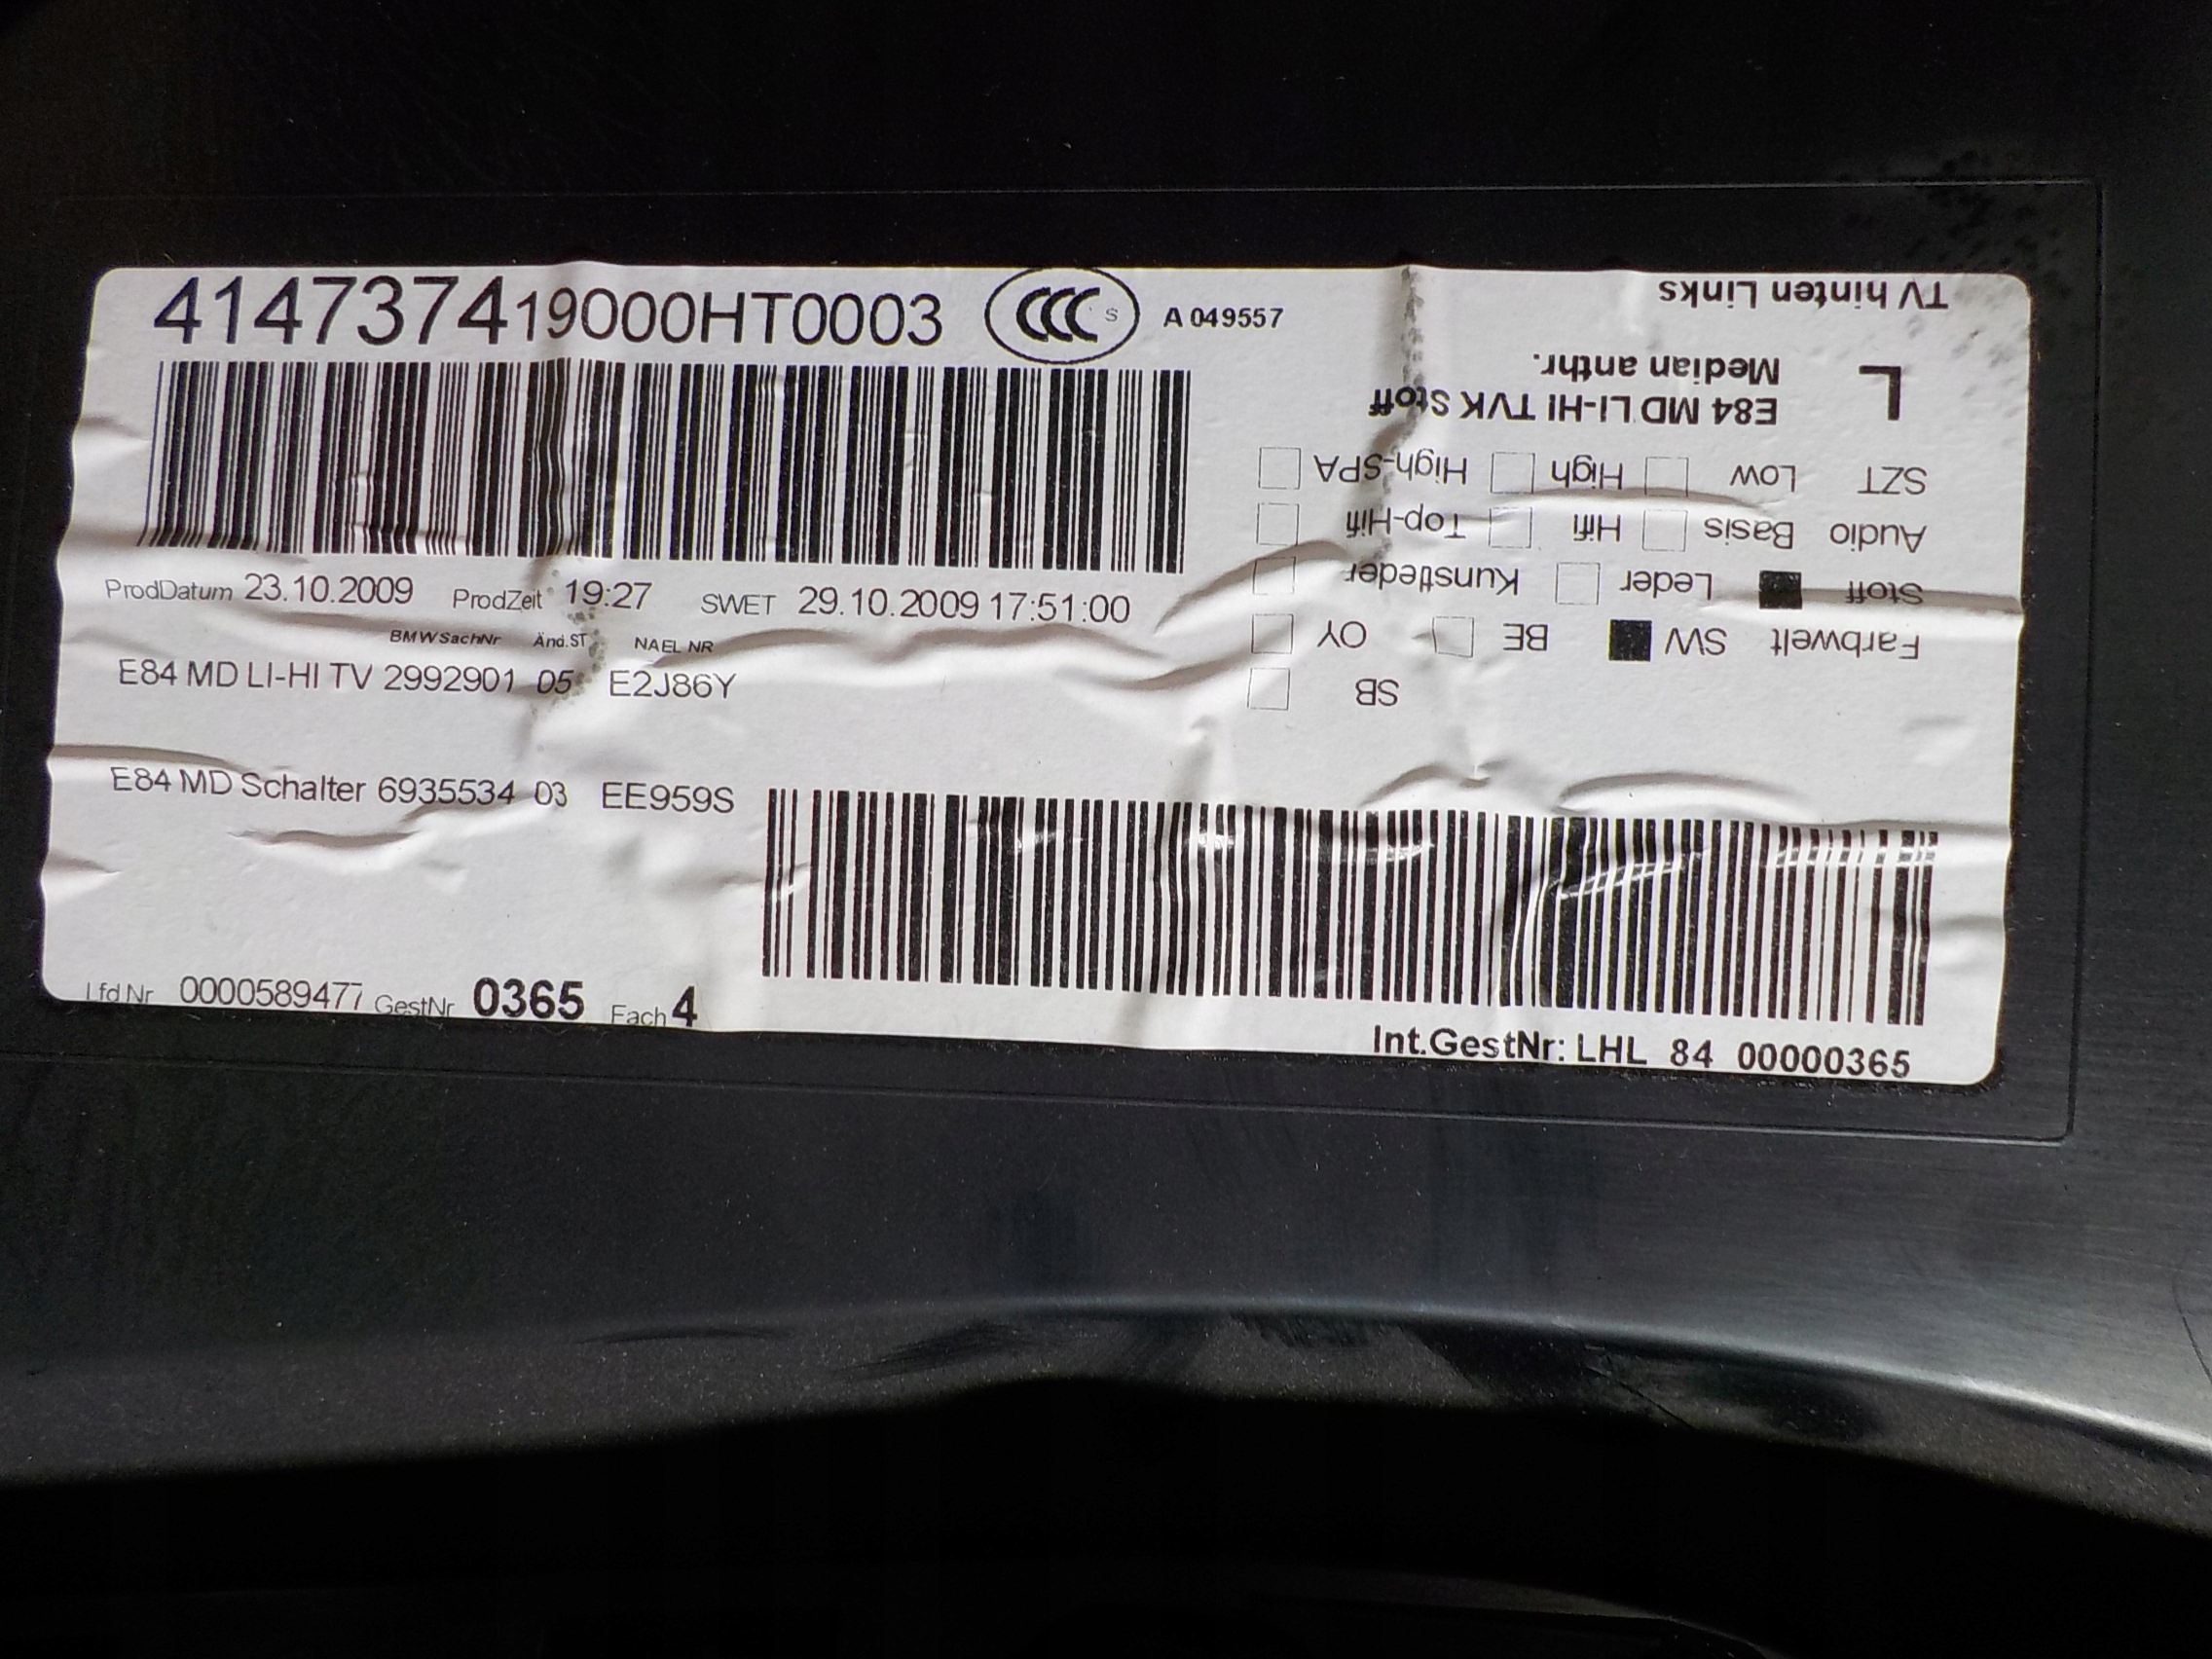 414737419000HT0003 CCC S A 049557
ProdDatum 23.10.2009 ProdZeit 19:27 SWET 29.10.2009 17:51:00
BMWSachNr Änd.ST NAEL NR
E84 MD LI-HI TV 2992901 05 E2J86Y
E84 MD Schalter 6935534 03 EE959S
Lfd Nr 0000589477 GestNr 0365 Fach 4
Int.GestNr: LHL 84 00000365
SB
Farbwelt SW BE OY
Stoff Leder Kunstleder
Audio Basis Hifi Top-Hifi
SZT Low High High-SPA
L E84 MD LI-HI TVK Stoff
Median anthr.
TV hinten Links